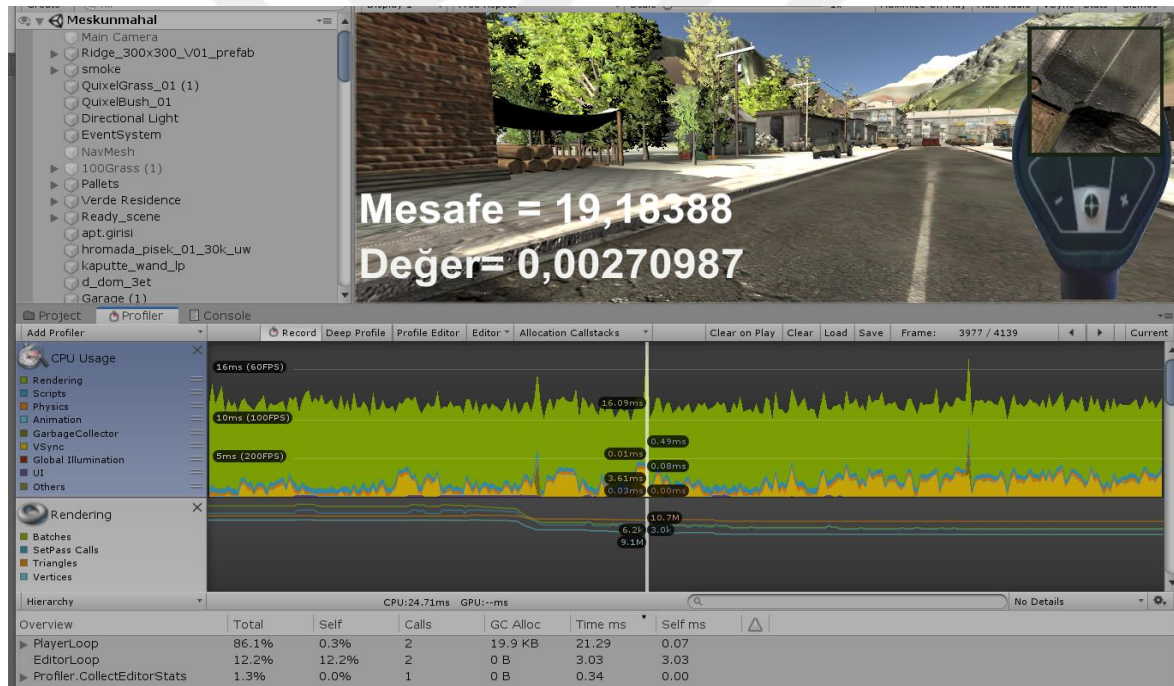 Create
Meskunmahal
Main Camera
Ridge_300x300_V01_prefab
smoke
QuixelGrass_01 (1)
QuixelBush_01
Directional Light
EventSystem
NavMesh
100Grass (1)
Pallets
Verde Residence
Ready_scene
apt.girisi
hromada_pisek_01_30k_uw
kaputte_wand_lp
d_dom_3et
Garage (1)
Mesafe = 19,18388
Değer= 0,00270987
Project Profiler Console
Add Profiler Record Deep Profile Profile Editor Editor Allocation Callstacks Clear on Play Clear Load Save Frame: 3977 / 4139 Current
CPU Usage
Rendering
Scripts
Physics
Animation
GarbageCollector
VSync
Global Illumination
UI
Others
16ms (60FPS)
10ms (100FPS)
5ms (200FPS)
16.09ms
0.49ms
0.01ms
0.08ms
3.61ms
0.03ms 0.00ms
Rendering
Batches
SetPass Calls
Triangles
Vertices
10.7M
6.2k 3.0k
9.1M
Hierarchy CPU:24.71ms GPU:--ms No Details
Overview Total Self Calls GC Alloc Time ms Self ms
PlayerLoop 86.1% 0.3% 2 19.9 KB 21.29 0.07
EditorLoop 12.2% 12.2% 2 0 B 3.03 3.03
Profiler.CollectEditorStats 1.3% 0.0% 1 0 B 0.34 0.00